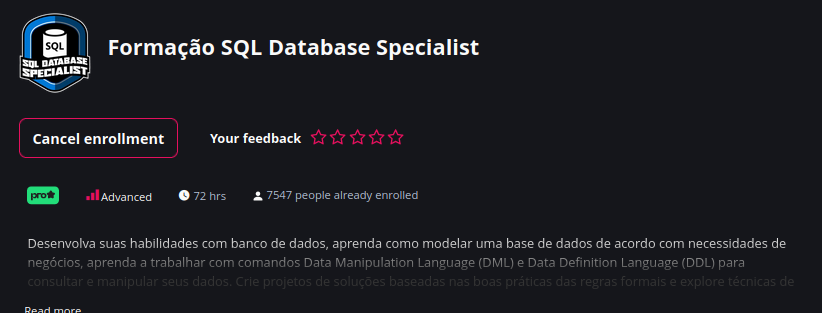 SQL
SQL DATABASE
SPECIALIST
Formação SQL Database Specialist
Cancel enrollment
Your feedback
pro
Advanced
72 hrs
7547 people already enrolled
Desenvolva suas habilidades com banco de dados, aprenda como modelar uma base de dados de acordo com necessidades de
negócios, aprenda a trabalhar com comandos Data Manipulation Language (DML) e Data Definition Language (DDL) para
consultar e manipular seus dados. Crie projetos de soluções baseadas nas boas práticas das regras formais e explore técnicas de
Read more